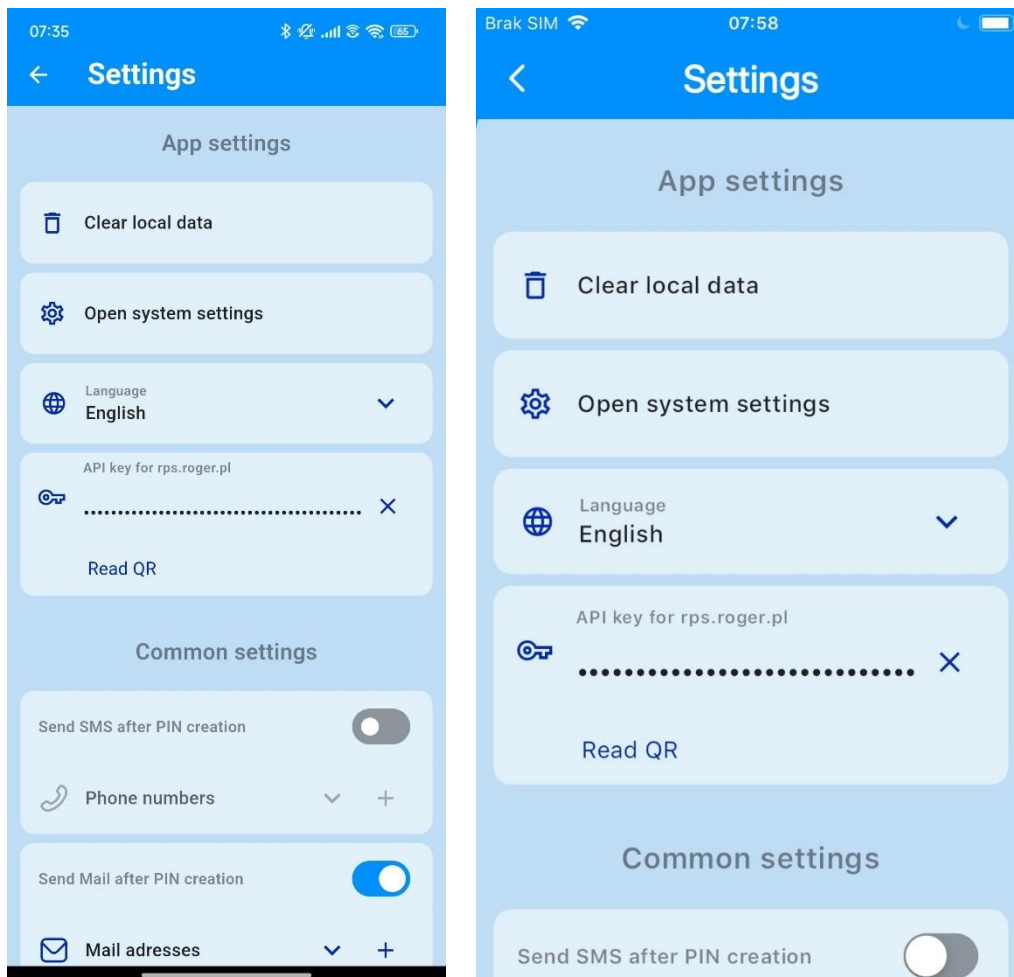 07:35
65
Settings
App settings
Clear local data
Open system settings
Language
English
API key for rps.roger.pl
Read QR
Common settings
Send SMS after PIN creation
Phone numbers
Send Mail after PIN creation
Mail adresses
Brak SIM 07:58
Settings
App settings
Clear local data
Open system settings
Language
English
API key for rps.roger.pl
Read QR
Common settings
Send SMS after PIN creation